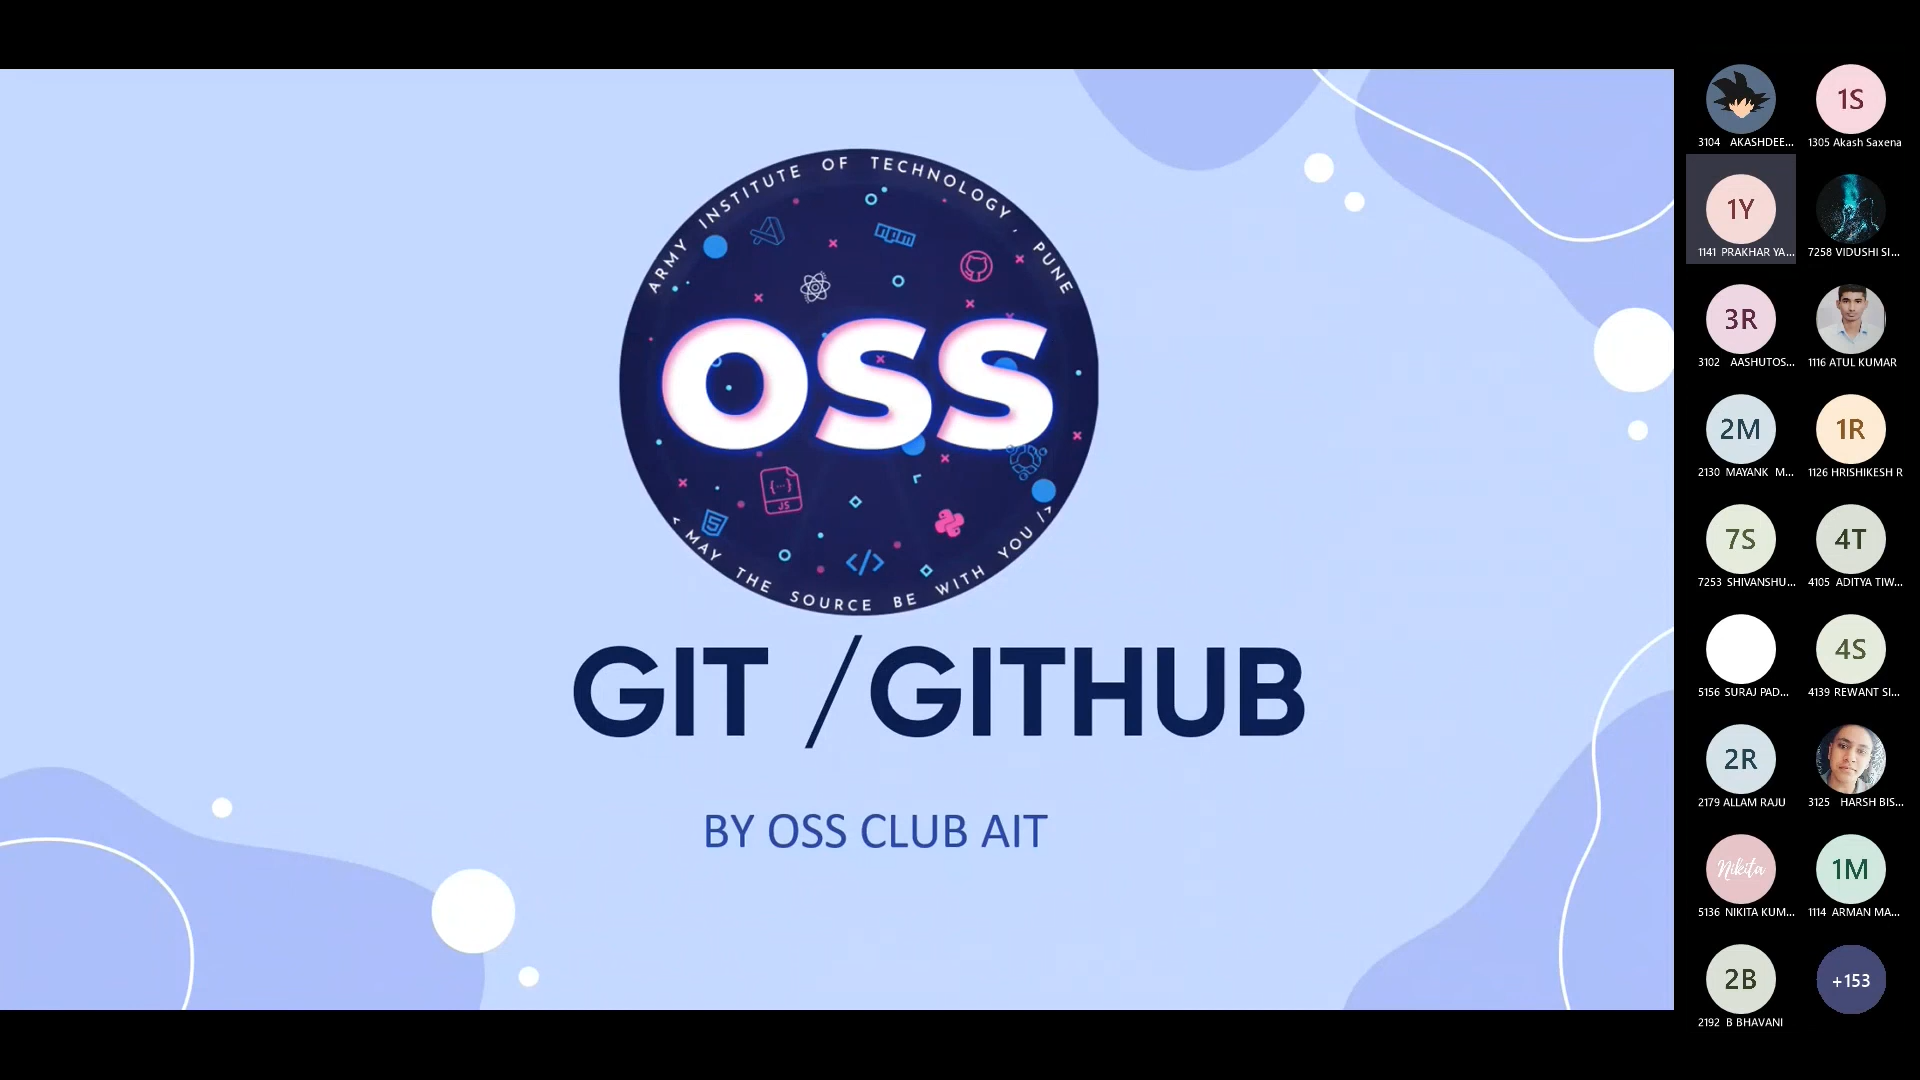 ARMY INSTITUTE OF TECHNOLOGY, PUNE
npm
OSS
{...}
JS
5
</>
< MAY THE SOURCE BE WITH YOU />
GIT /GITHUB
BY OSS CLUB AIT
3104 AKASHDEE...
1S
1305 Akash Saxena
1Y
1141 PRAKHAR YA...
7258 VIDUSHI SI...
3R
3102 AASHUTOS...
1116 ATUL KUMAR
2M
2130 MAYANK M...
1R
1126 HRISHIKESH R
7S
7253 SHIVANSHU...
4T
4105 ADITYA TIW...
5156 SURAJ PAD...
4S
4139 REWANT SI...
2R
2179 ALLAM RAJU
3125 HARSH BIS...
Nikita
5136 NIKITA KUM...
1M
1114 ARMAN MA...
2B
2192 B BHAVANI
+153